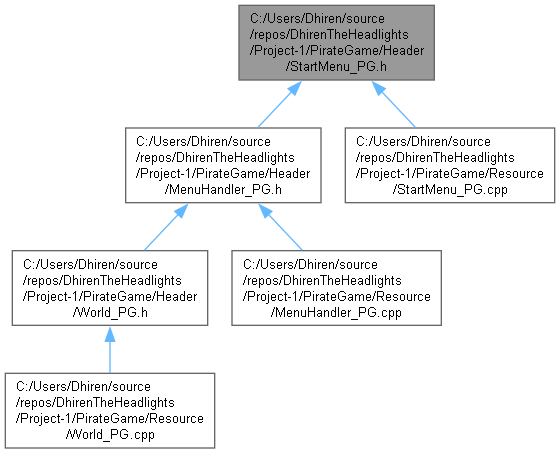 C:/Users/Dhiren/source
/repos/DhirenTheHeadlights
/Project-1/PirateGame/Header
/StartMenu_PG.h
C:/Users/Dhiren/source
/repos/DhirenTheHeadlights
/Project-1/PirateGame/Header
/MenuHandler_PG.h
C:/Users/Dhiren/source
/repos/DhirenTheHeadlights
/Project-1/PirateGame/Resource
/StartMenu_PG.cpp
C:/Users/Dhiren/source
/repos/DhirenTheHeadlights
/Project-1/PirateGame/Header
/World_PG.h
C:/Users/Dhiren/source
/repos/DhirenTheHeadlights
/Project-1/PirateGame/Resource
/MenuHandler_PG.cpp
C:/Users/Dhiren/source
/repos/DhirenTheHeadlights
/Project-1/PirateGame/Resource
/World_PG.cpp